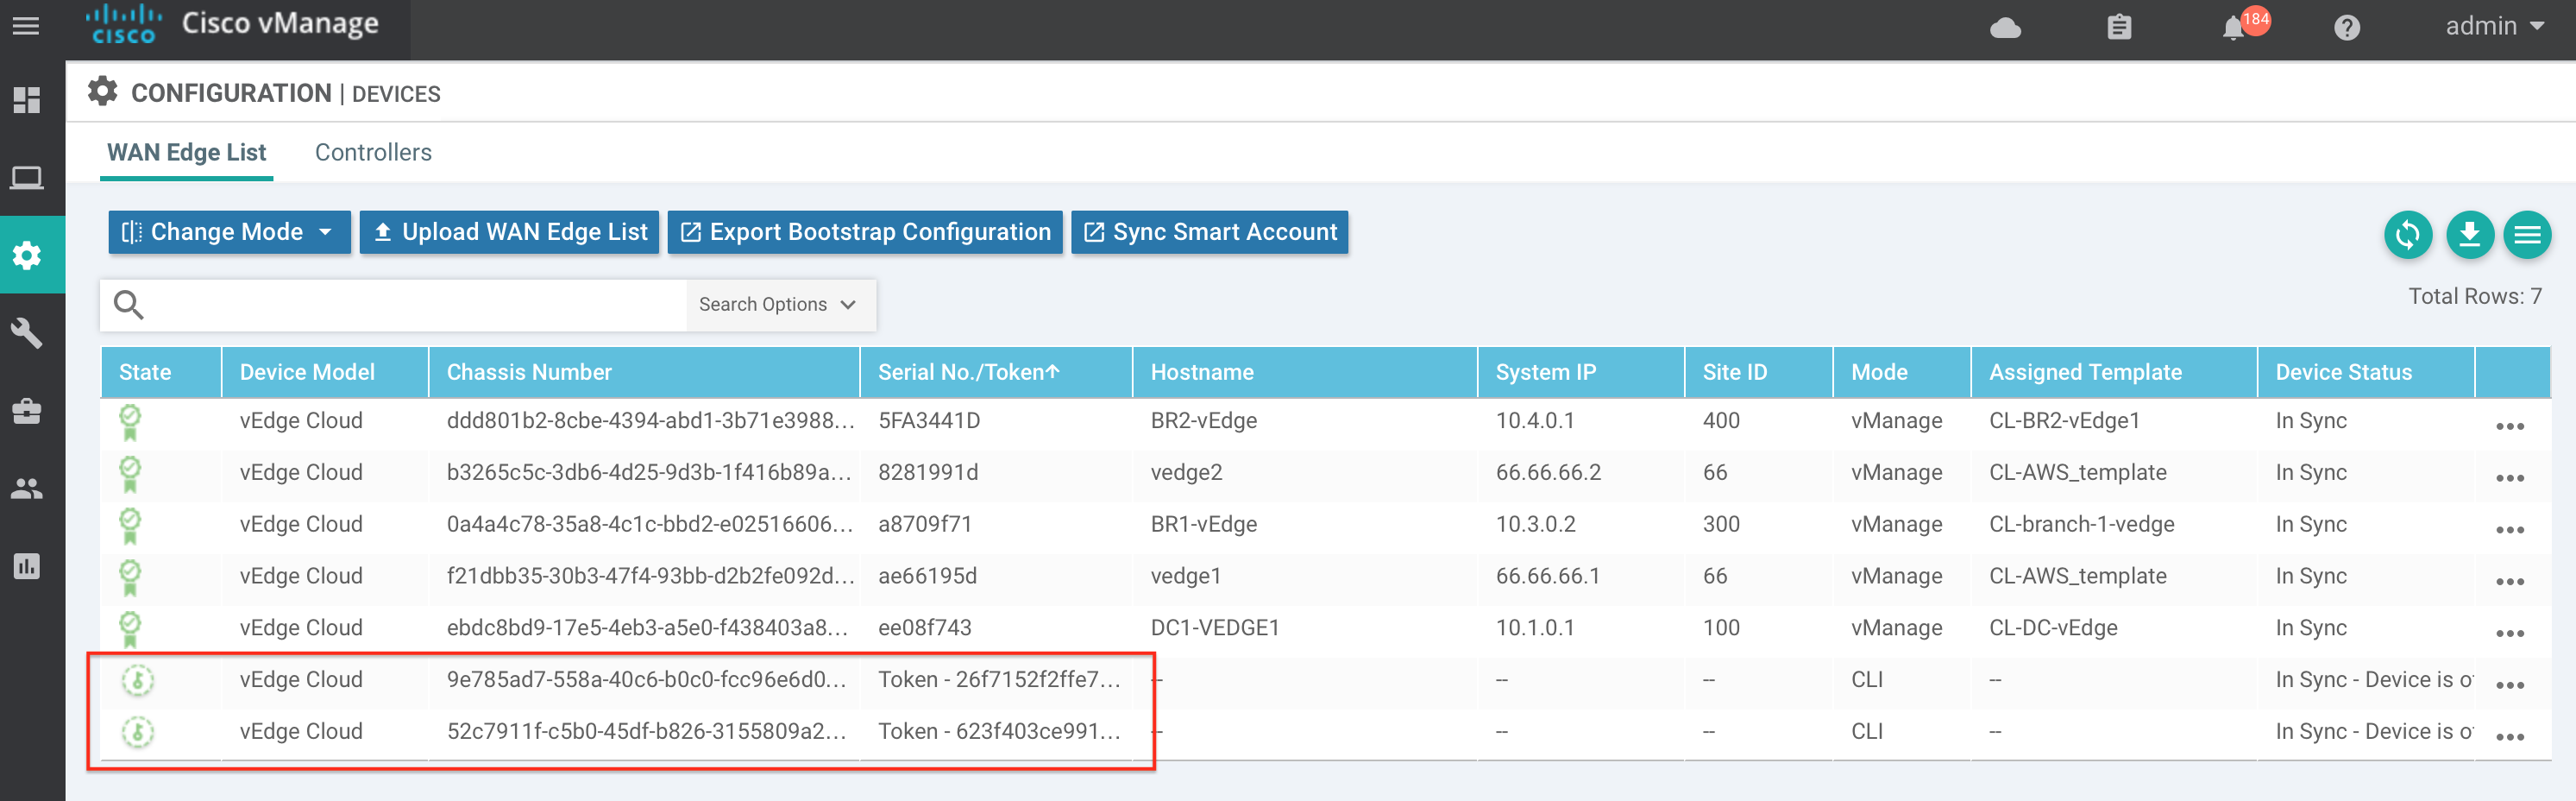 cisco Cisco vManage 184 admin
CONFIGURATION | DEVICES
WAN Edge List Controllers
Change Mode Upload WAN Edge List Export Bootstrap Configuration Sync Smart Account
Search Options
Total Rows: 7
State Device Model Chassis Number Serial No./Token↑ Hostname System IP Site ID Mode Assigned Template Device Status
vEdge Cloud ddd801b2-8cbe-4394-abd1-3b71e3988... 5FA3441D BR2-vEdge 10.4.0.1 400 vManage CL-BR2-vEdge1 In Sync ...
vEdge Cloud b3265c5c-3db6-4d25-9d3b-1f416b89a... 8281991d vedge2 66.66.66.2 66 vManage CL-AWS_template In Sync ...
vEdge Cloud 0a4a4c78-35a8-4c1c-bbd2-e02516606... a8709f71 BR1-vEdge 10.3.0.2 300 vManage CL-branch-1-vedge In Sync ...
vEdge Cloud f21dbb35-30b3-47f4-93bb-d2b2fe092d... ae66195d vedge1 66.66.66.1 66 vManage CL-AWS_template In Sync ...
vEdge Cloud ebdc8bd9-17e5-4eb3-a5e0-f438403a8... ee08f743 DC1-VEDGE1 10.1.0.1 100 vManage CL-DC-vEdge In Sync ...
vEdge Cloud 9e785ad7-558a-40c6-b0c0-fcc96e6d0... Token - 26f7152f2ffe7... -- -- -- CLI -- In Sync - Device is of ...
vEdge Cloud 52c7911f-c5b0-45df-b826-3155809a2... Token - 623f403ce991... -- -- -- CLI -- In Sync - Device is of ...